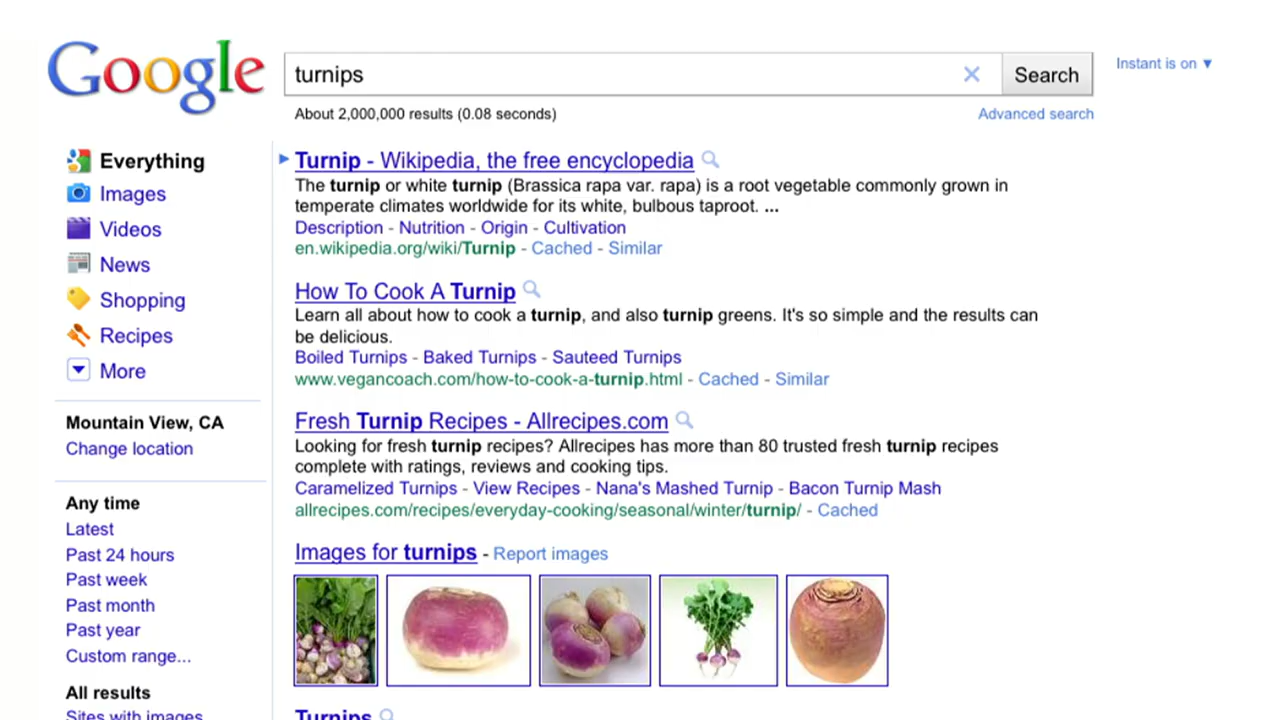 Google
turnips
Search
Instant is on ▼
About 2,000,000 results (0.08 seconds)
Advanced search
Everything
Images
Videos
News
Shopping
Recipes
More
Mountain View, CA
Change location
Any time
Latest
Past 24 hours
Past week
Past month
Past year
Custom range...
All results
Sites with images
Turnip - Wikipedia, the free encyclopedia
The turnip or white turnip (Brassica rapa var. rapa) is a root vegetable commonly grown in
temperate climates worldwide for its white, bulbous taproot. ...
Description - Nutrition - Origin - Cultivation
en.wikipedia.org/wiki/Turnip - Cached - Similar
How To Cook A Turnip
Learn all about how to cook a turnip, and also turnip greens. It's so simple and the results can
be delicious.
Boiled Turnips - Baked Turnips - Sauteed Turnips
www.vegancoach.com/how-to-cook-a-turnip.html - Cached - Similar
Fresh Turnip Recipes - Allrecipes.com
Looking for fresh turnip recipes? Allrecipes has more than 80 trusted fresh turnip recipes
complete with ratings, reviews and cooking tips.
Caramelized Turnips - View Recipes - Nana's Mashed Turnip - Bacon Turnip Mash
allrecipes.com/recipes/everyday-cooking/seasonal/winter/turnip/ - Cached
Images for turnips - Report images
Turnips